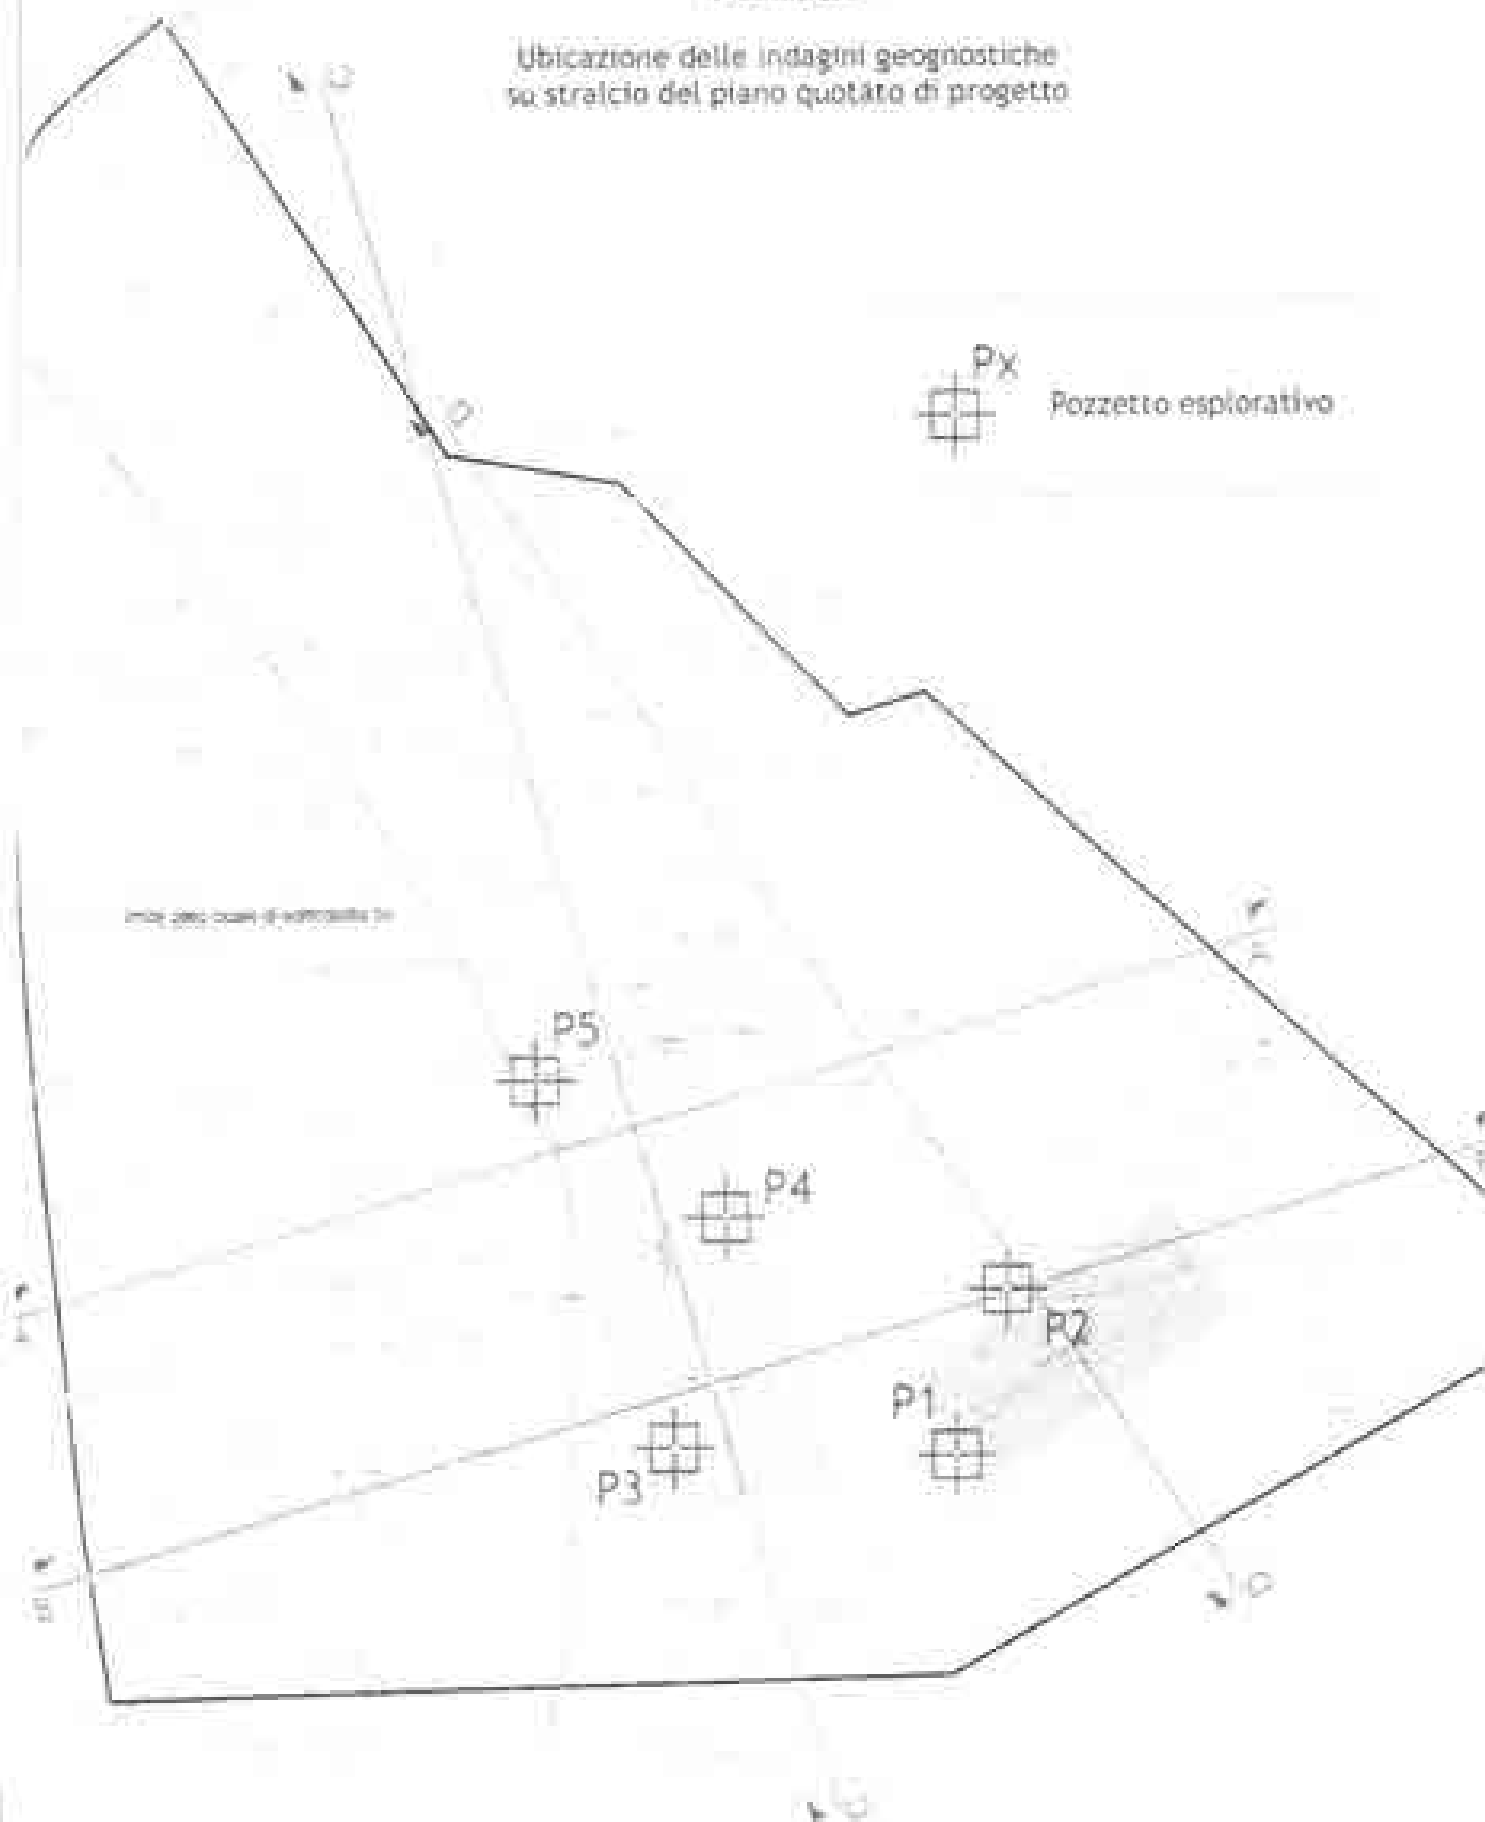 Ubicazione delle indagini geognostiche
su stralcio del piano quotato di progetto
C
Px
Pozzetto esplorativo
D
P5
P4
P2
P1
P3
D
C